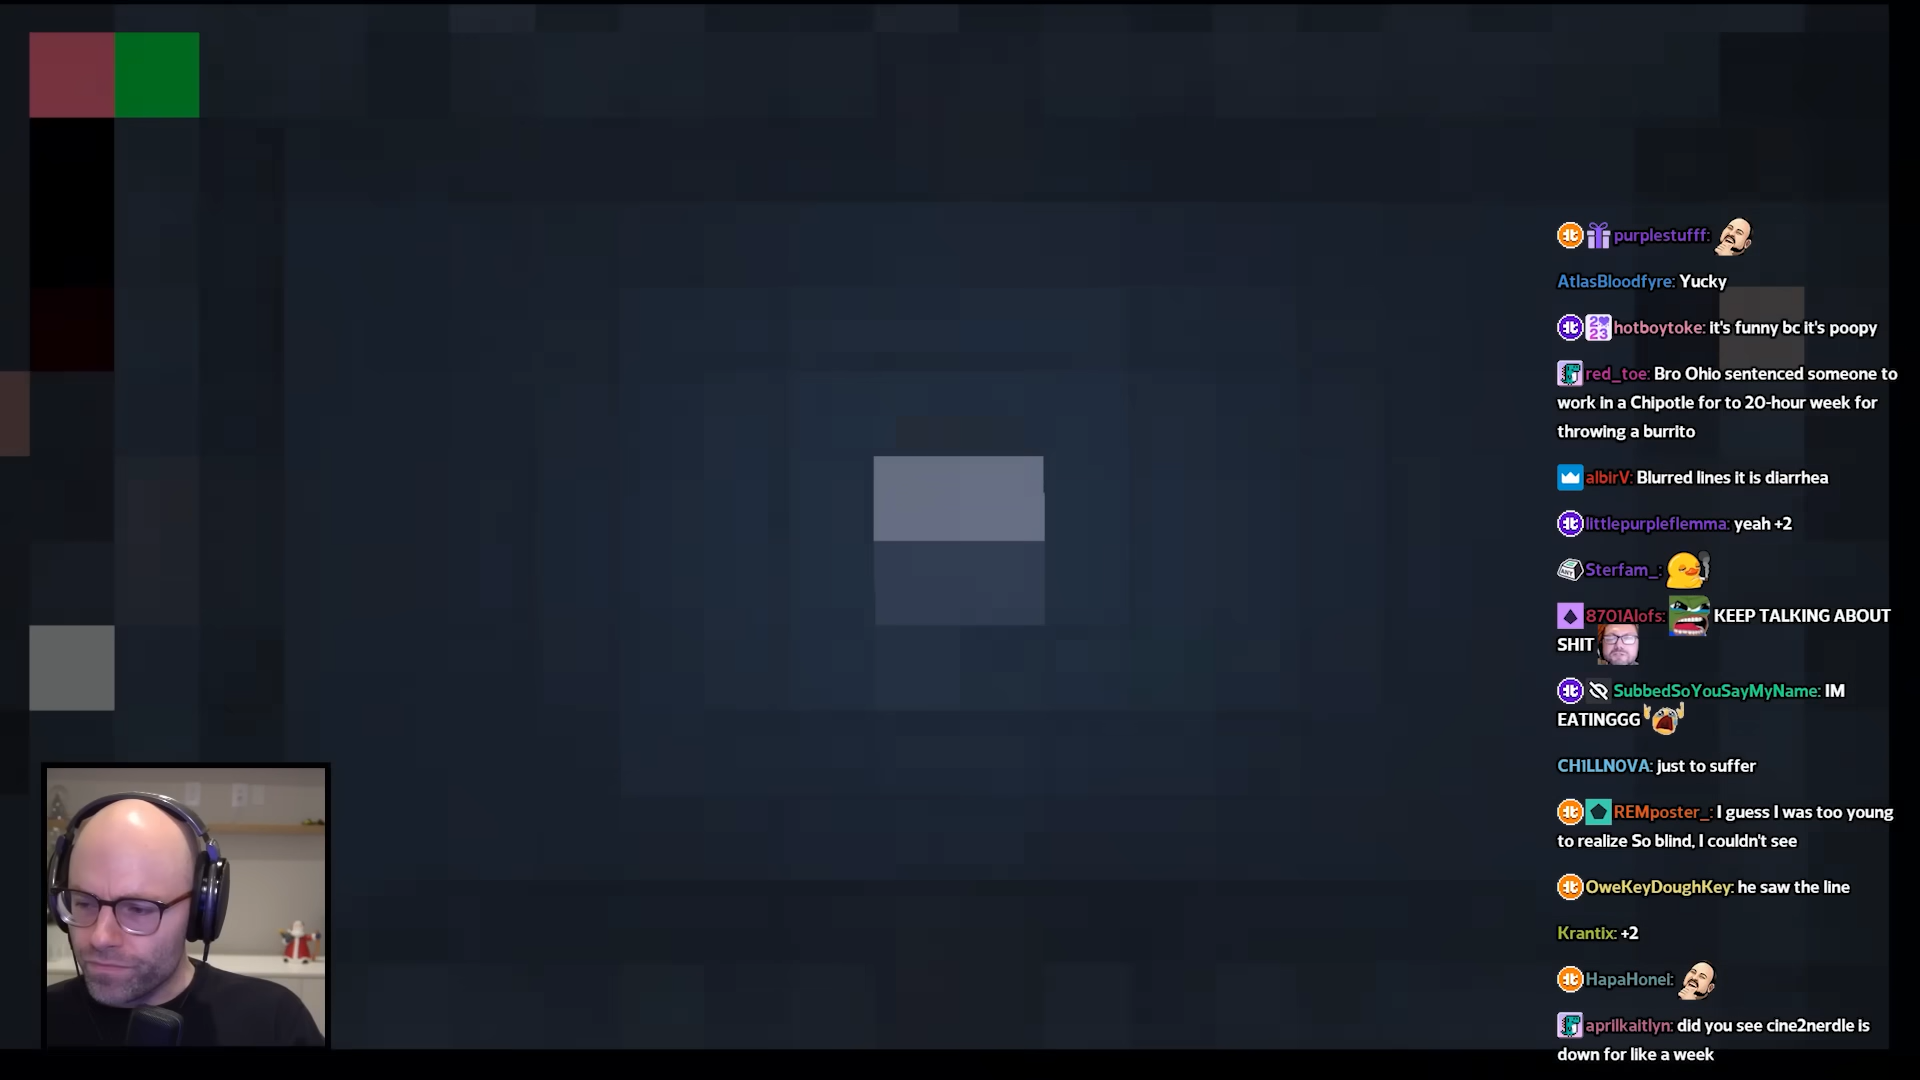 purplestufff:
AtlasBloodfyre: Yucky
hotboytoke: it's funny bc it's poopy
red_toe: Bro Ohio sentenced someone to
work in a Chipotle for to 20-hour week for
throwing a burrito
albirV: Blurred lines it is diarrhea
littlepurpleflemma: yeah +2
Sterfam_:
8701Alofs: KEEP TALKING ABOUT
SHIT
SubbedSoYouSayMyName: IM
EATINGGG
CH1LLN0VA: just to suffer
REMposter_: I guess I was too young
to realize So blind, I couldn't see
OweKeyDoughKey: he saw the line
Krantix: +2
HapaHonei:
aprilkaitlyn: did you see cine2nerdle is
down for like a week